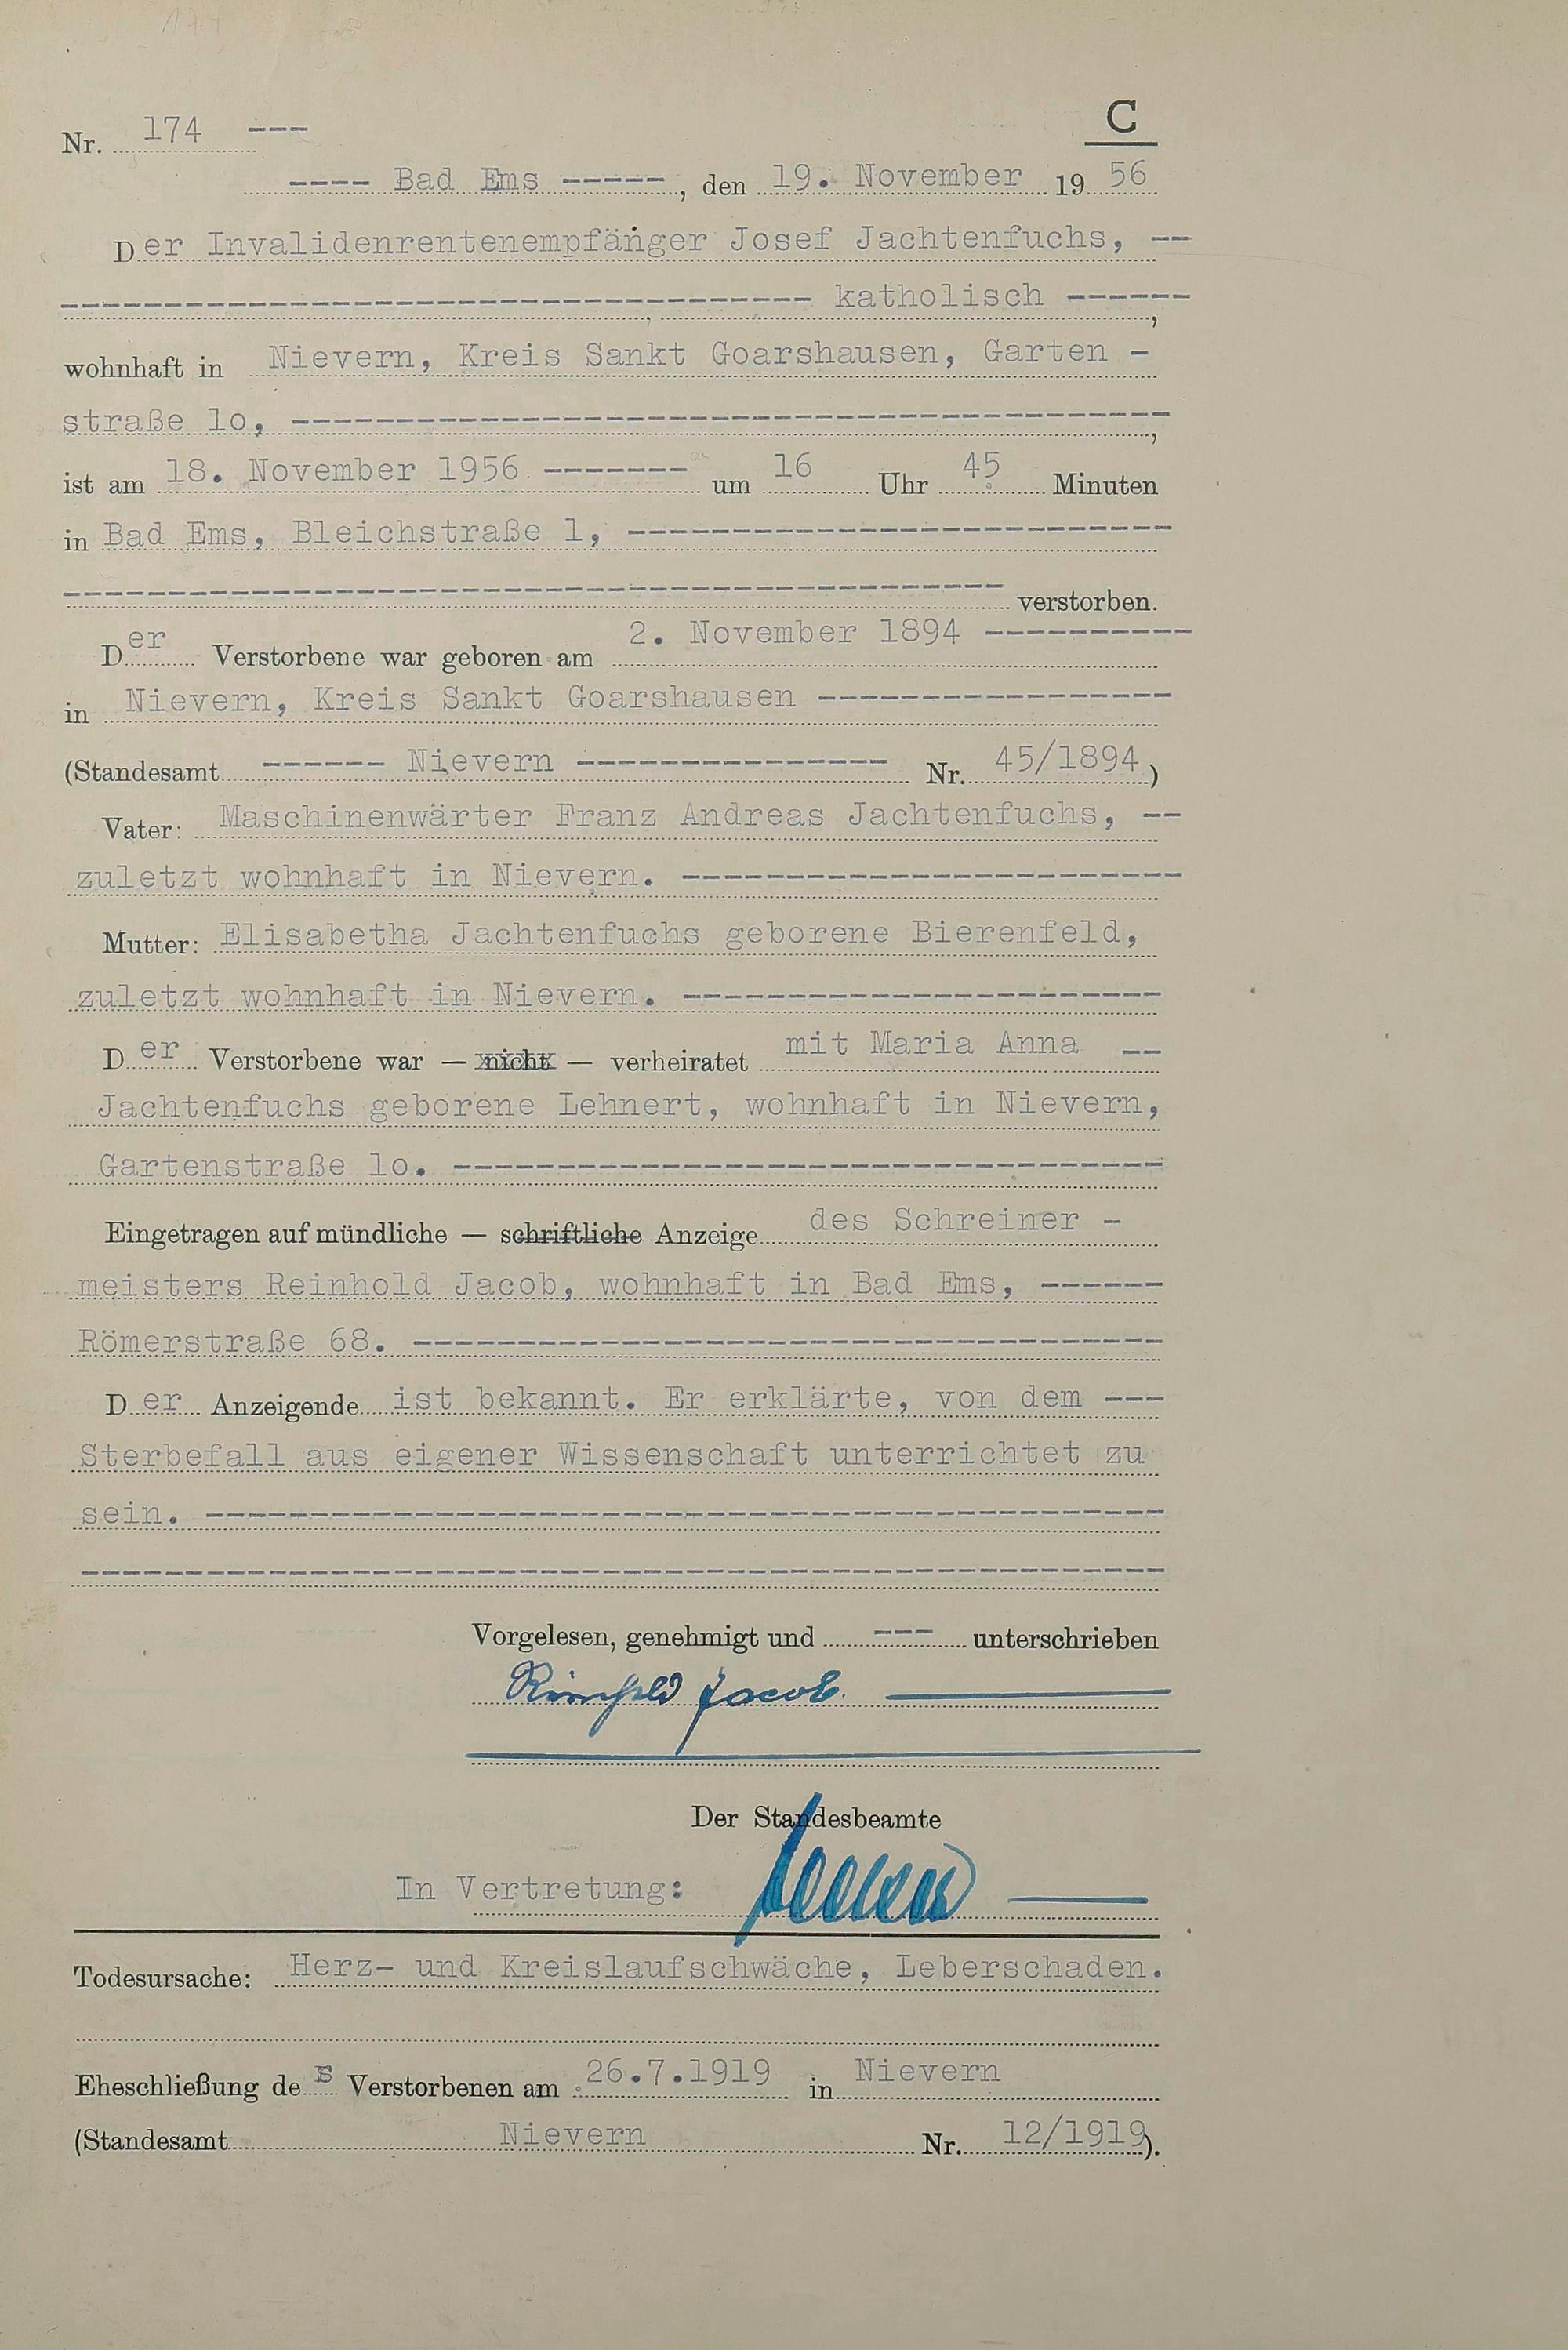 C
Nr. 174 ---
---- Bad Ems -----, den 19. November 19 56
Der Invalidenrentenempfänger Josef Jachtenfuchs, --
------------------------------------ katholisch ------,
wohnhaft in Nievern, Kreis Sankt Goarshausen, Garten -
straße 1o, ------------------------------------------,
ist am 18. November 1956 ------- um 16 Uhr 45 Minuten
in Bad Ems, Bleichstraße 1, --------------------------
--------------------------------------------- verstorben.
Der Verstorbene war geboren am 2. November 1894 ----------
in Nievern, Kreis Sankt Goarshausen -----------------
(Standesamt ------ Nievern --------------- Nr. 45/1894)
Vater: Maschinenwärter Franz Andreas Jachtenfuchs, --
zuletzt wohnhaft in Nievern. ------------------------
Mutter: Elisabetha Jachtenfuchs geborene Bierenfeld,
zuletzt wohnhaft in Nievern. -----------------------
Der Verstorbene war — nicht — verheiratet mit Maria Anna --
Jachtenfuchs geborene Lehnert, wohnhaft in Nievern,
Gartenstraße 1o. ----------------------------------
Eingetragen auf mündliche — schriftliche Anzeige des Schreiner -
meisters Reinhold Jacob, wohnhaft in Bad Ems, ------
Römerstraße 68. ------------------------------------
Der Anzeigende ist bekannt. Er erklärte, von dem ---
Sterbefall aus eigener Wissenschaft unterrichtet zu
sein. ----------------------------------------------
----------------------------------------------------
Vorgelesen, genehmigt und --- unterschrieben
Reinhold Jacob.
Der Standesbeamte
In Vertretung:
Todesursache: Herz- und Kreislaufschwäche, Leberschaden.
Eheschließung des Verstorbenen am 26.7.1919 in Nievern
(Standesamt Nievern Nr. 12/1919).